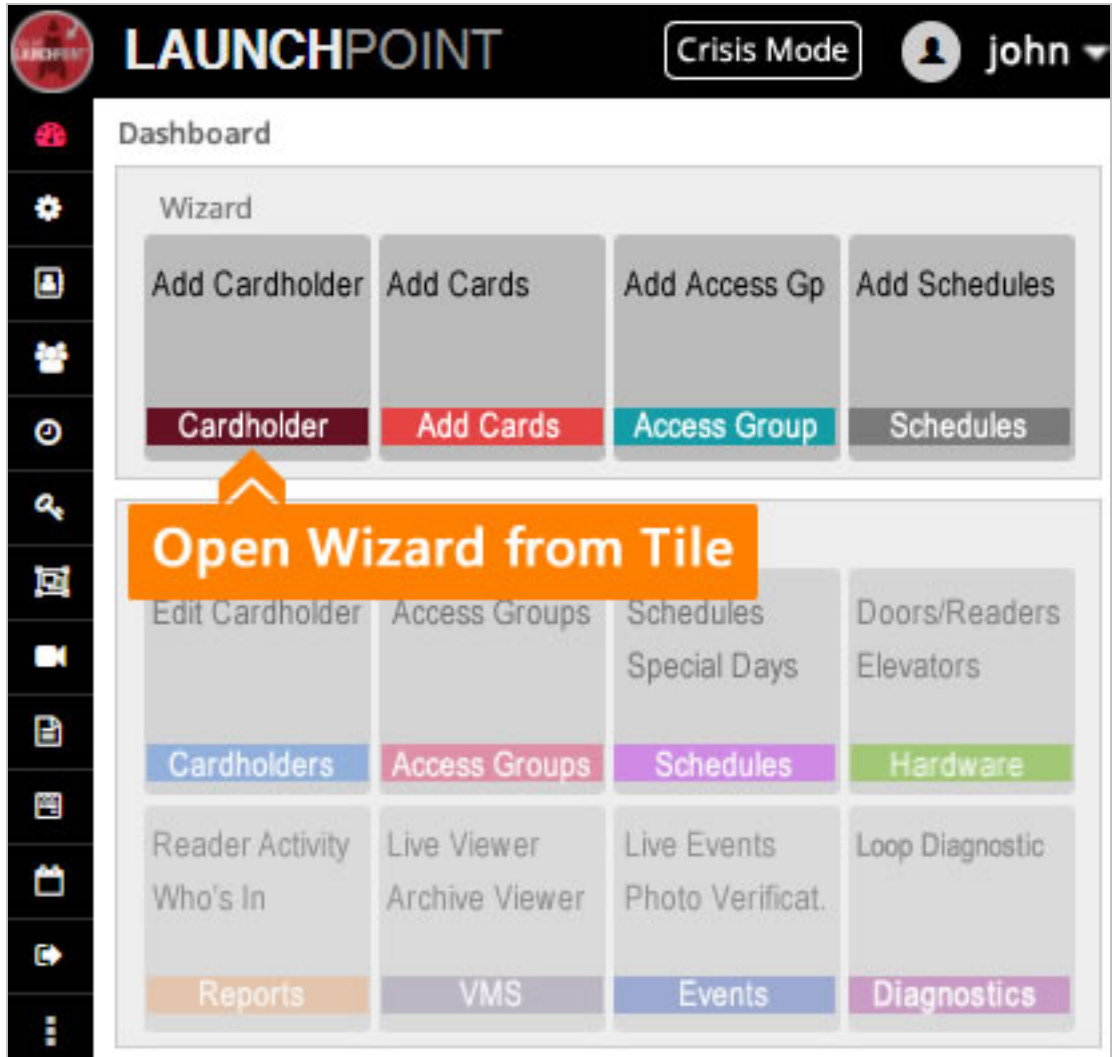 LAUNCHPOINT
Crisis Mode
john
Dashboard
Wizard
Add Cardholder
Add Cards
Add Access Gp
Add Schedules
Cardholder
Add Cards
Access Group
Schedules
Open Wizard from Tile
Edit Cardholder
Access Groups
Schedules
Special Days
Doors/Readers
Elevators
Cardholders
Access Groups
Schedules
Hardware
Reader Activity
Who's In
Live Viewer
Archive Viewer
Live Events
Photo Verificat.
Loop Diagnostic
Reports
VMS
Events
Diagnostics